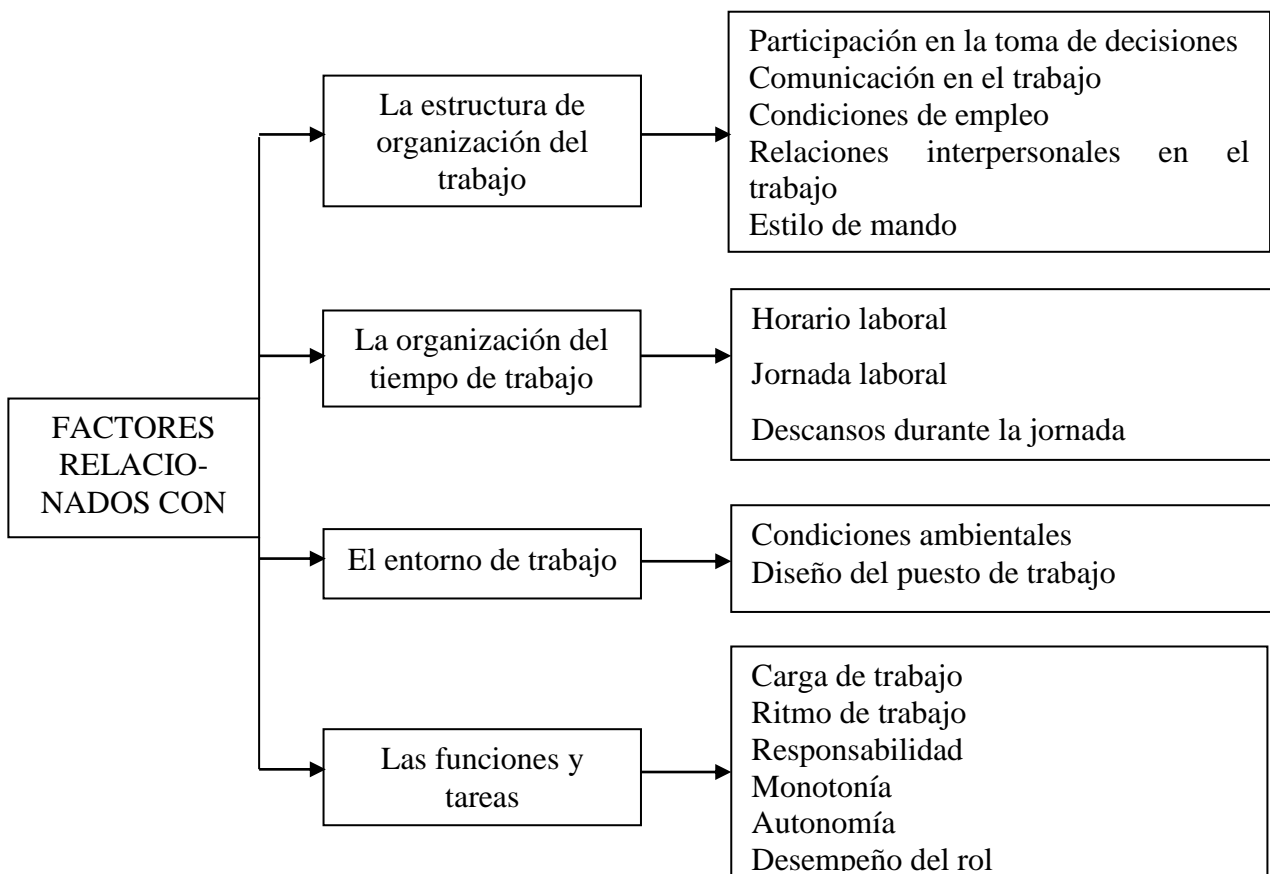 FACTORES
RELACIO-
NADOS CON
La estructura de
organización del
trabajo
Participación en la toma de decisiones
Comunicación en el trabajo
Condiciones de empleo
Relaciones interpersonales en el
trabajo
Estilo de mando
La organización del
tiempo de trabajo
Horario laboral
Jornada laboral
Descansos durante la jornada
El entorno de trabajo
Condiciones ambientales
Diseño del puesto de trabajo
Las funciones y
tareas
Carga de trabajo
Ritmo de trabajo
Responsabilidad
Monotonía
Autonomía
Desempeño del rol